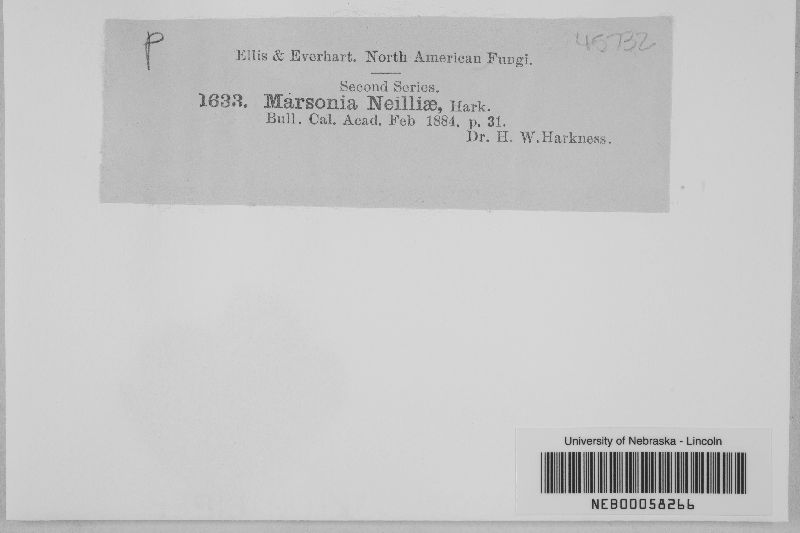 P
45732
Ellis & Everhart. North American Fungi.
Second Series.
1633. Marsonia Neilliæ, Hark.
Bull. Cal. Acad. Feb 1884. p. 31.
Dr. H. W. Harkness.
University of Nebraska - Lincoln
NEB00058266